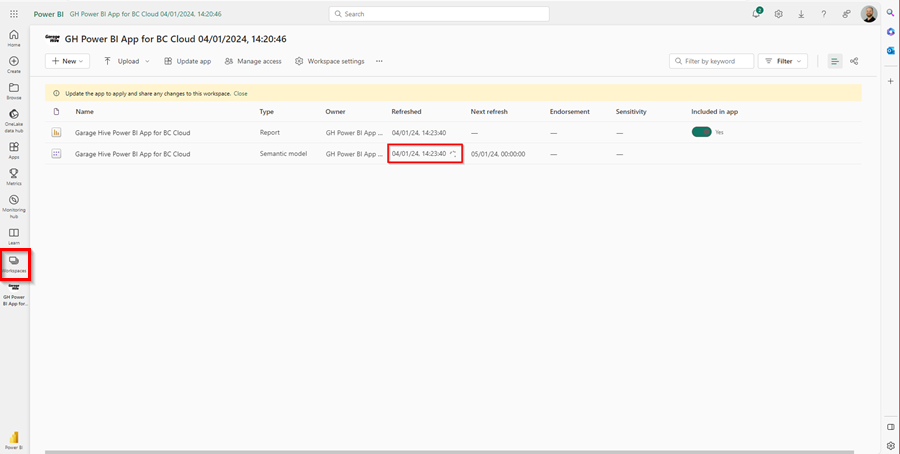 Power BI GH Power BI App for BC Cloud 04/01/2024, 14:20:46
Search
2
Garage Hive GH Power BI App for BC Cloud 04/01/2024, 14:20:46
New Upload Update app Manage access Workspace settings ...
Filter by keyword Filter
Update the app to apply and share any changes to this workspace. Close
Name Type Owner Refreshed Next refresh Endorsement Sensitivity Included in app
Garage Hive Power BI App for BC Cloud Report GH Power BI App ... 04/01/24, 14:23:40 — — — Yes
Garage Hive Power BI App for BC Cloud Semantic model GH Power BI App ... 04/01/24, 14:23:40 05/01/24, 00:00:00 — —
Home
Create
Browse
OneLake
data hub
Apps
Metrics
Monitoring
hub
Learn
Workspaces
GH Power
BI App for...
Power BI